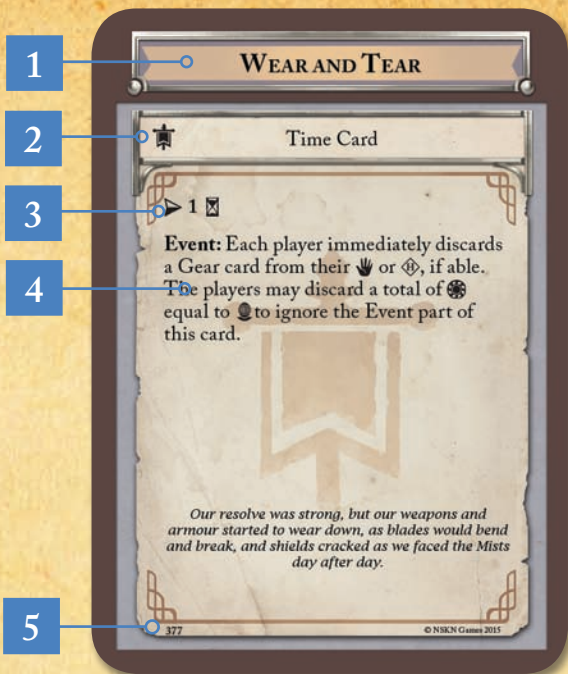 1
WEAR AND TEAR
2
Time Card
3
1
Event: Each player immediately discards
a Gear card from their or H, if able.
4
The players may discard a total of
equal to to ignore the Event part of
this card.
Our resolve was strong, but our weapons and
armour started to wear down, as blades would bend
and break, and shields cracked as we faced the Mists
day after day.
5
377
© NSKN Games 2015